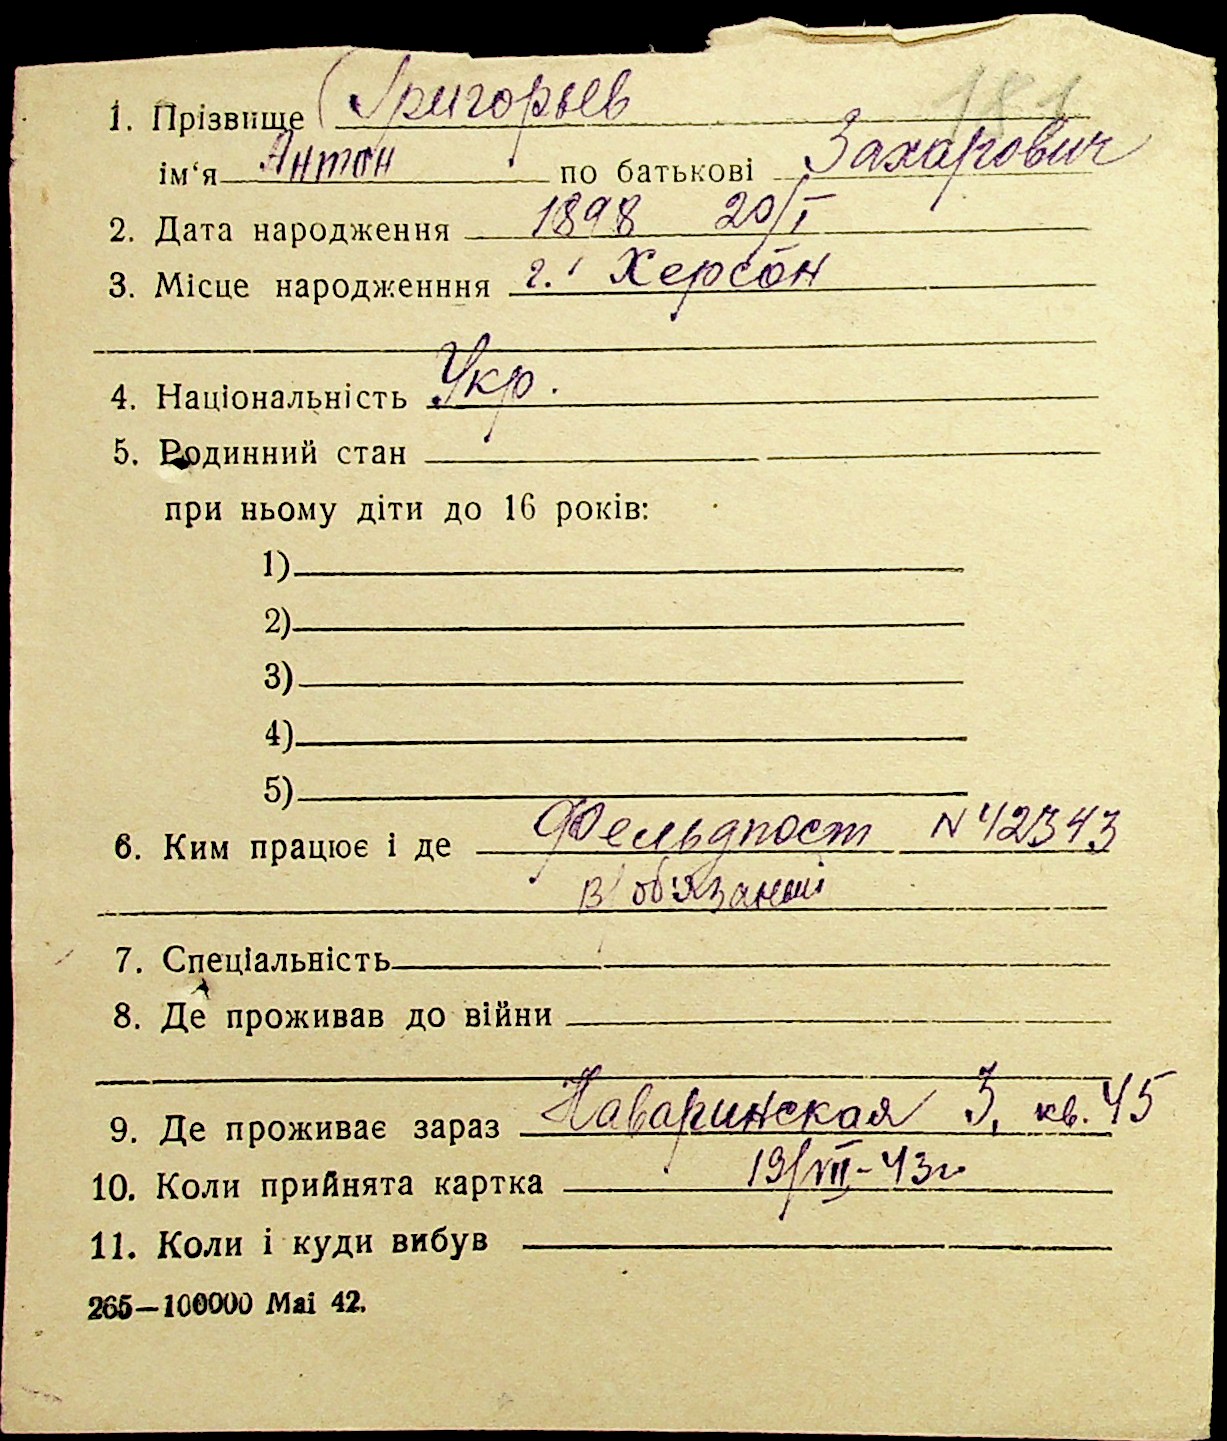 181
1. Прізвище Григорьев
ім‘я Антон по батькові Захарович
2. Дата народження 1898 20/I
3. Місце народженння г. Херсон
4. Національність Укр.
5. Родинний стан
при ньому діти до 16 років:
1)
2)
3)
4)
5)
6. Ким працює і де Фельдпост N 42343
в/обязаний
7. Спеціальність
8. Де проживав до війни
9. Де проживає зараз Наваринская 3, кв. 45
10. Коли прийнята картка 19/VII-43г
11. Коли і куди вибув
265—100000 Mai 42.